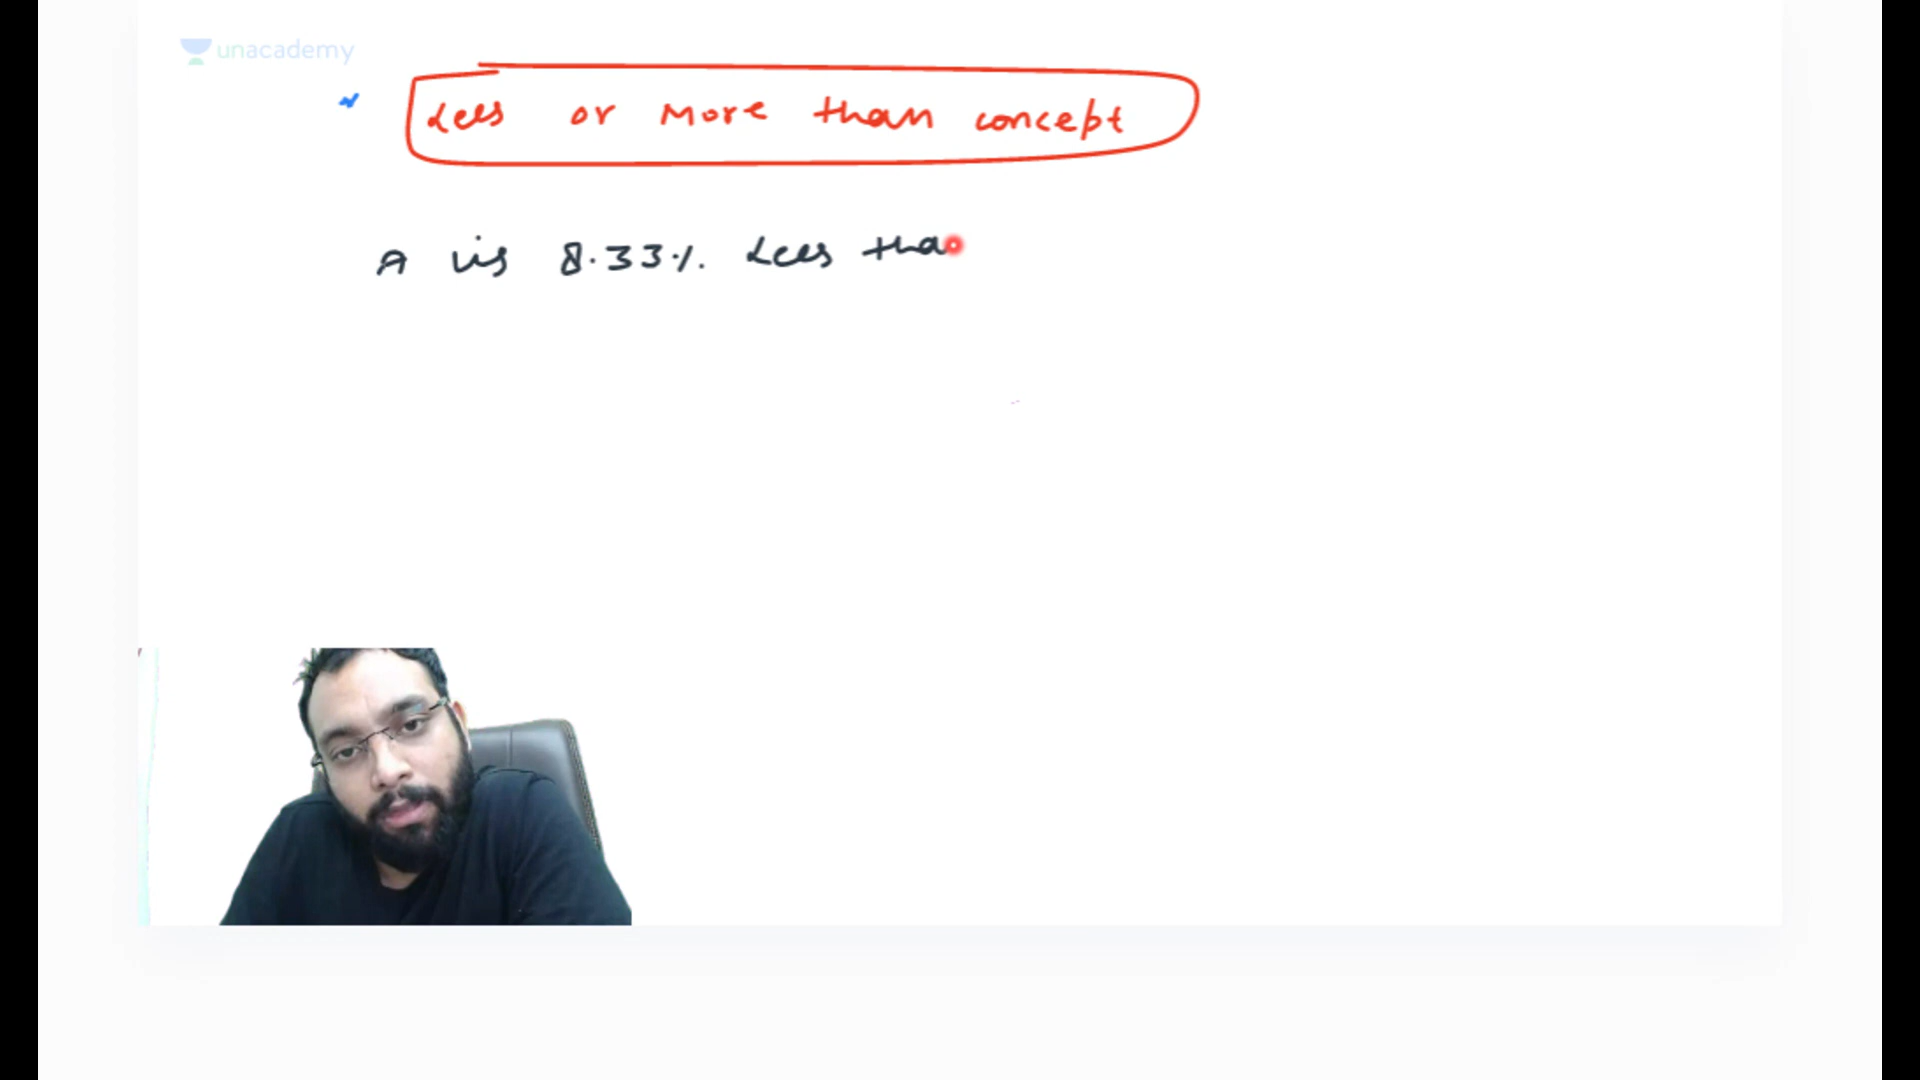 unacademy
Less or More than concept
A is 8.33%. Less tha